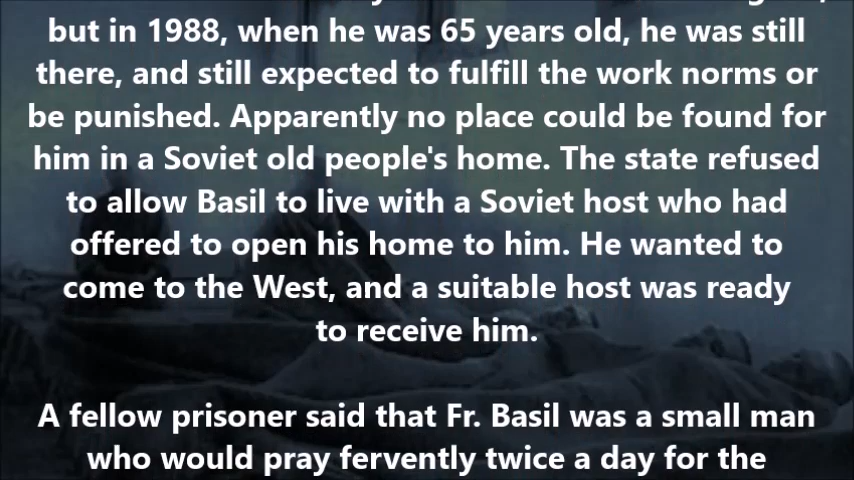 but in 1988, when he was 65 years old, he was still
there, and still expected to fulfill the work norms or
be punished. Apparently no place could be found for
him in a Soviet old people's home. The state refused
to allow Basil to live with a Soviet host who had
offered to open his home to him. He wanted to
come to the West, and a suitable host was ready
to receive him.
A fellow prisoner said that Fr. Basil was a small man
who would pray fervently twice a day for the